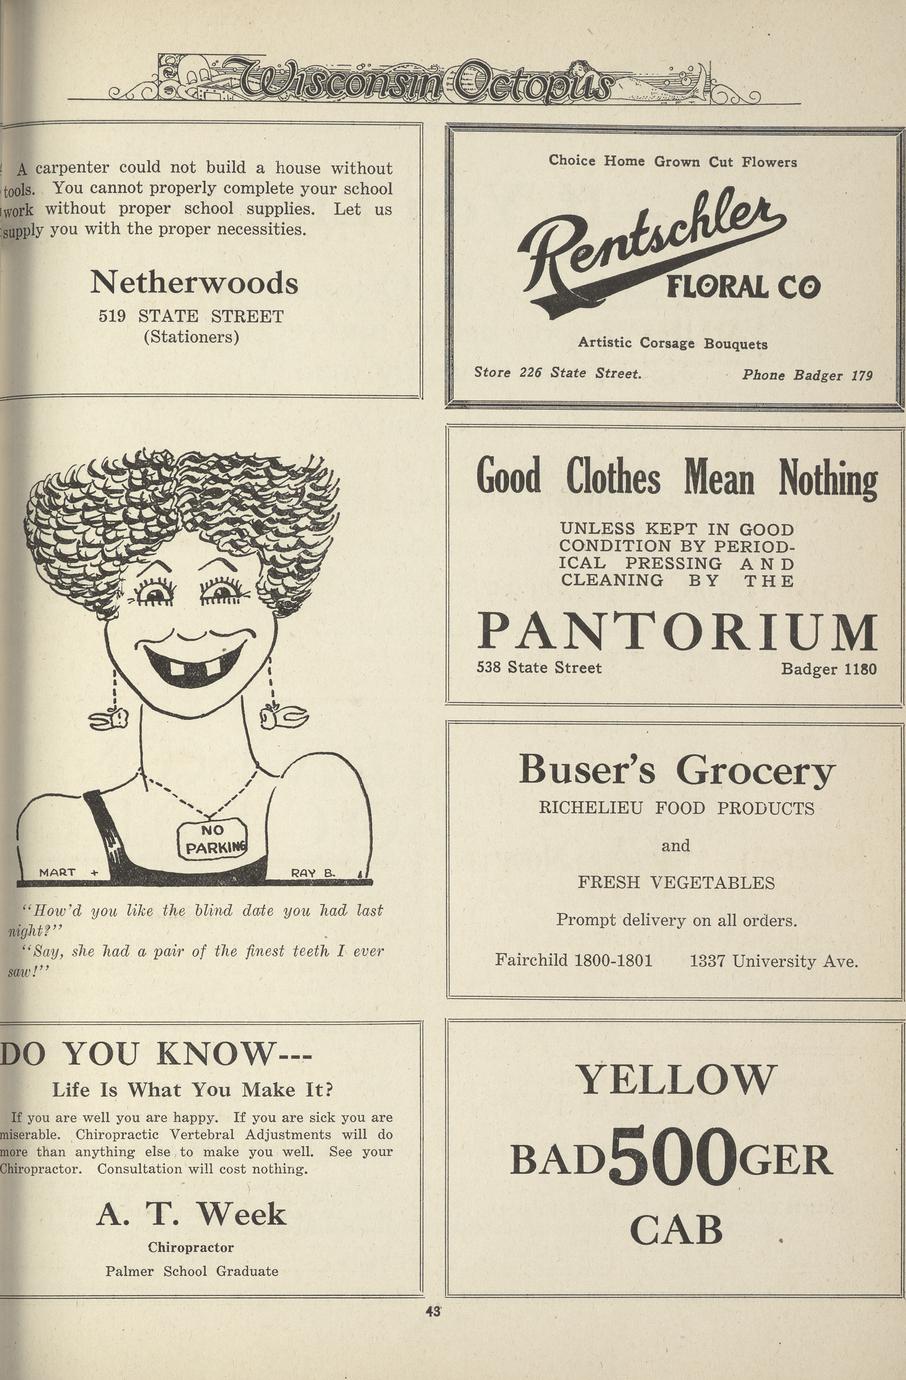 Wisconsin Octopus
A carpenter could not build a house without
tools. You cannot properly complete your school
work without proper school supplies. Let us
supply you with the proper necessities.
Netherwoods
519 STATE STREET
(Stationers)
Choice Home Grown Cut Flowers
Rentschler
FLORAL CO
Artistic Corsage Bouquets
Store 226 State Street. Phone Badger 179
NO
PARKING
MART + RAY B.
"How'd you like the blind date you had last
night?"
"Say, she had a pair of the finest teeth I ever
saw!"
Good Clothes Mean Nothing
UNLESS KEPT IN GOOD
CONDITION BY PERIOD-
ICAL PRESSING AND
CLEANING BY THE
PANTORIUM
538 State Street Badger 1180
Buser's Grocery
RICHELIEU FOOD PRODUCTS
and
FRESH VEGETABLES
Prompt delivery on all orders.
Fairchild 1800-1801 1337 University Ave.
DO YOU KNOW---
Life Is What You Make It?
If you are well you are happy. If you are sick you are
miserable. Chiropractic Vertebral Adjustments will do
more than anything else to make you well. See your
Chiropractor. Consultation will cost nothing.
A. T. Week
Chiropractor
Palmer School Graduate
YELLOW
BAD500GER
CAB
43